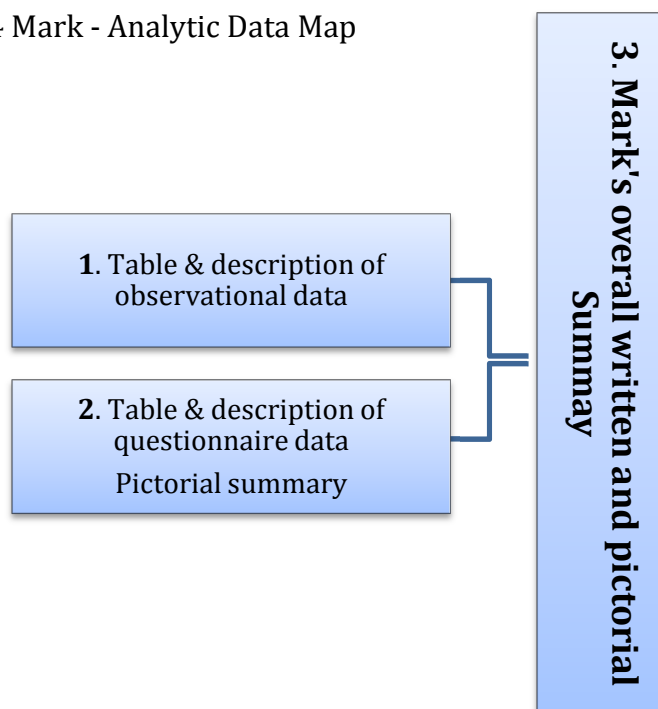 Mark - Analytic Data Map
1. Table & description of
observational data
2. Table & description of
questionnaire data
Pictorial summary
3. Mark's overall written and pictorial
Summay